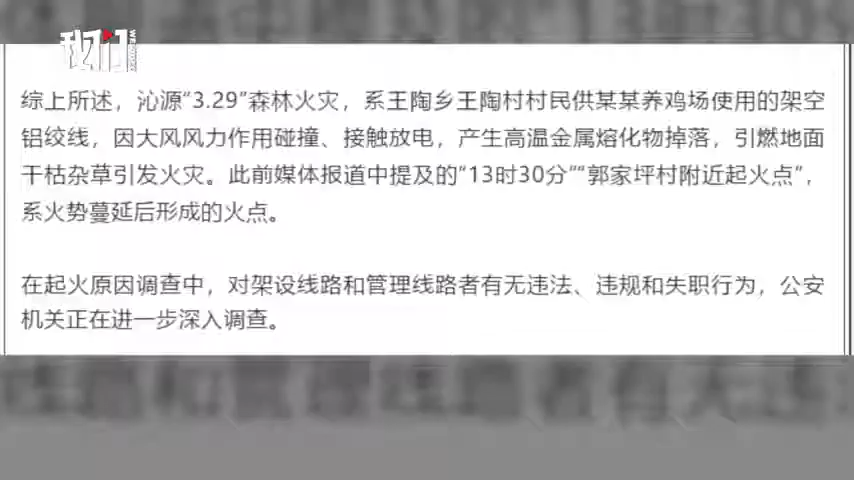 我们
综上所述，沁源“3.29”森林火灾，系王陶乡王陶村村民供某某养鸡场使用的架空
铝绞线，因大风风力作用碰撞、接触放电，产生高温金属熔化物掉落，引燃地面
干枯杂草引发火灾。此前媒体报道中提及的“13时30分”“郭家坪村附近起火点”，
系火势蔓延后形成的火点。
在起火原因调查中，对架设线路和管理线路者有无违法、违规和失职行为，公安
机关正在进一步深入调查。